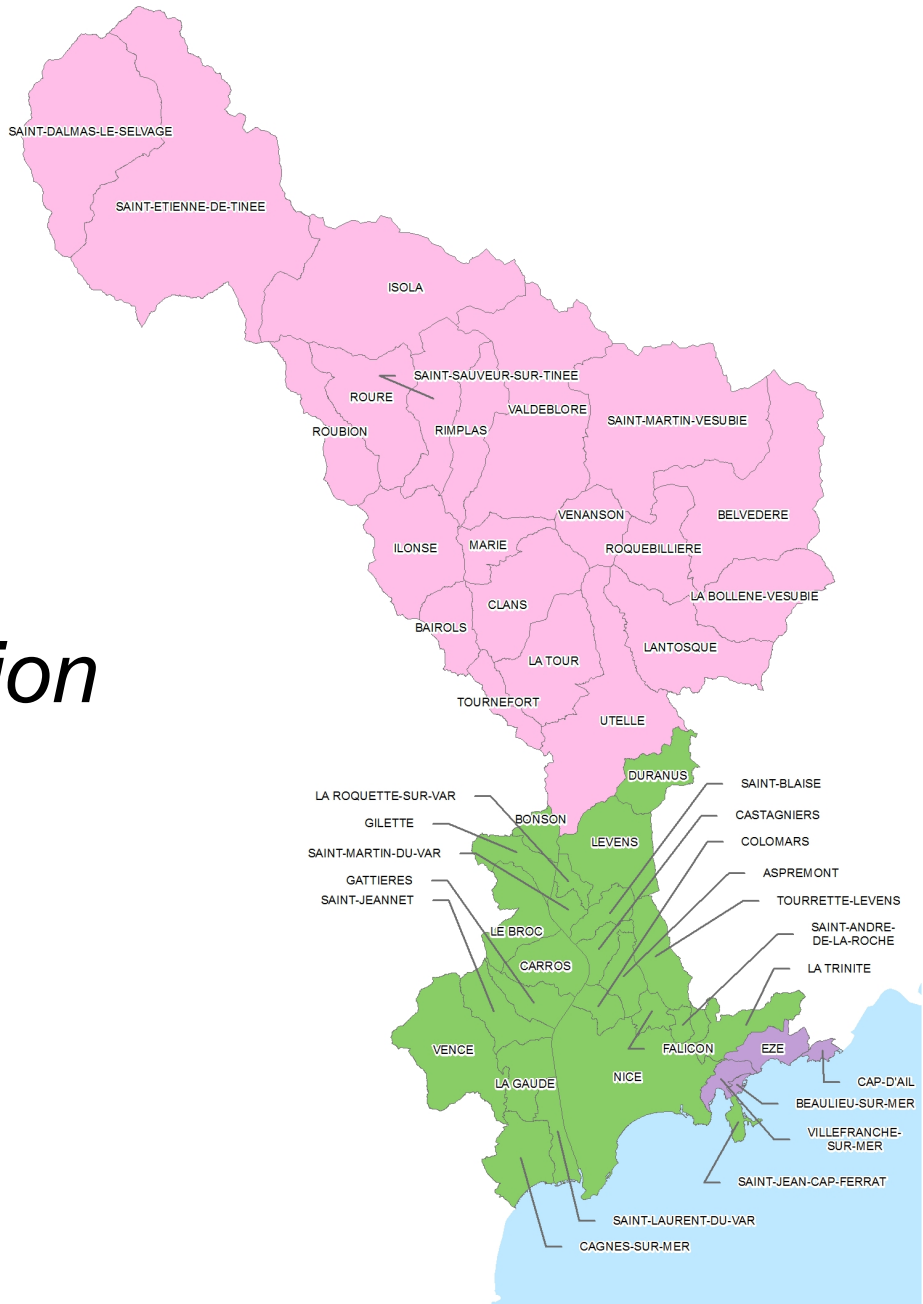 SAINT-DALMAS-LE-SELVAGE
SAINT-ETIENNE-DE-TINEE
ISOLA
SAINT-SAUVEUR-SUR-TINEE
ROURE
VALDEBLORE
SAINT-MARTIN-VESUBIE
ROUBION
RIMPLAS
VENANSON
BELVEDERE
ILONSE
MARIE
ROQUEBILLIERE
LA BOLLENE-VESUBIE
CLANS
BAIROLS
LANTOSQUE
LA TOUR
ion
TOURNEFORT
UTELLE
DURANUS
SAINT-BLAISE
LA ROQUETTE-SUR-VAR
BONSON
CASTAGNIERS
GILETTE
LEVENS
COLOMARS
SAINT-MARTIN-DU-VAR
ASPREMONT
GATTIERES
SAINT-JEANNET
TOURRETTE-LEVENS
LE BROC
SAINT-ANDRE-
DE-LA-ROCHE
CARROS
LA TRINITE
VENCE
FALICON
EZE
LA GAUDE
NICE
CAP-D'AIL
BEAULIEU-SUR-MER
VILLEFRANCHE-
SUR-MER
SAINT-JEAN-CAP-FERRAT
SAINT-LAURENT-DU-VAR
CAGNES-SUR-MER